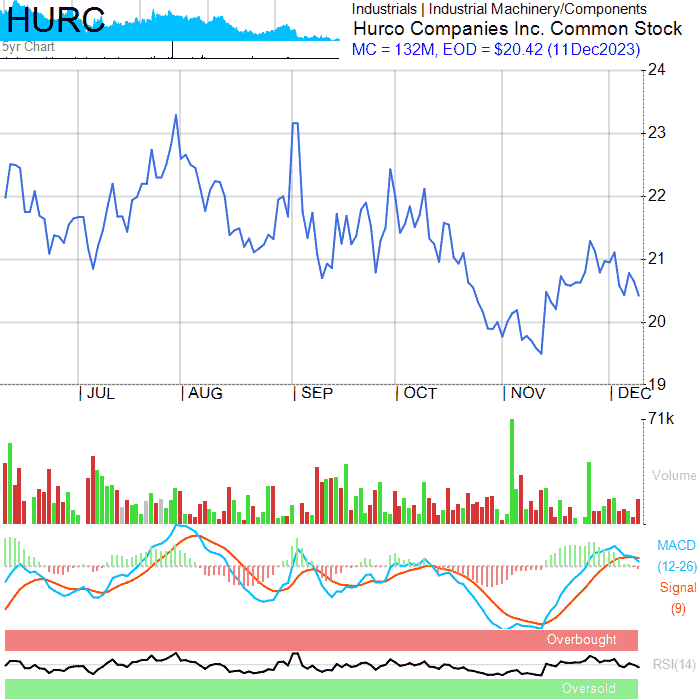 HURC
5yr Chart
Industrials | Industrial Machinery/Components
Hurco Companies Inc. Common Stock
MC = 132M, EOD = $20.42 (11Dec2023)
24
23
22
21
20
19
JUL
AUG
SEP
OCT
NOV
DEC
71k
Volume
MACD
(12-26)
Signal
(9)
Overbought
RSI(14)
Oversold